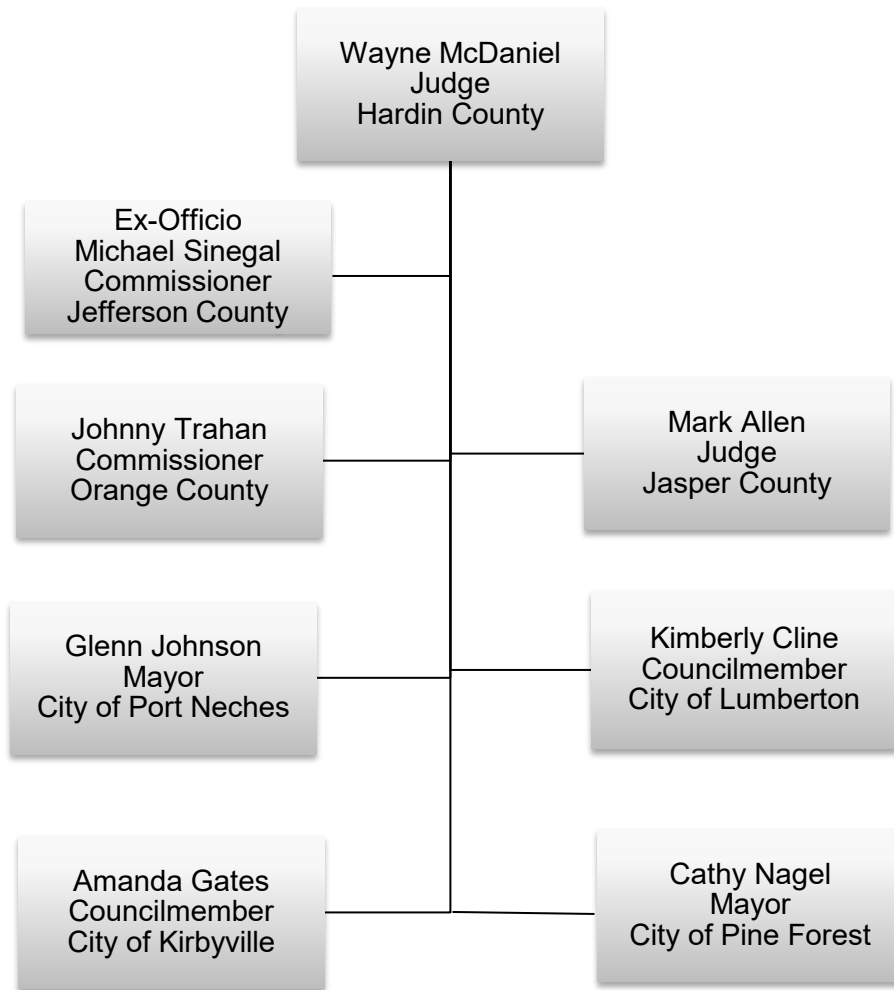 Wayne McDaniel
Judge
Hardin County
Ex-Officio
Michael Sinegal
Commissioner
Jefferson County
Johnny Trahan
Commissioner
Orange County
Mark Allen
Judge
Jasper County
Glenn Johnson
Mayor
City of Port Neches
Kimberly Cline
Councilmember
City of Lumberton
Amanda Gates
Councilmember
City of Kirbyville
Cathy Nagel
Mayor
City of Pine Forest